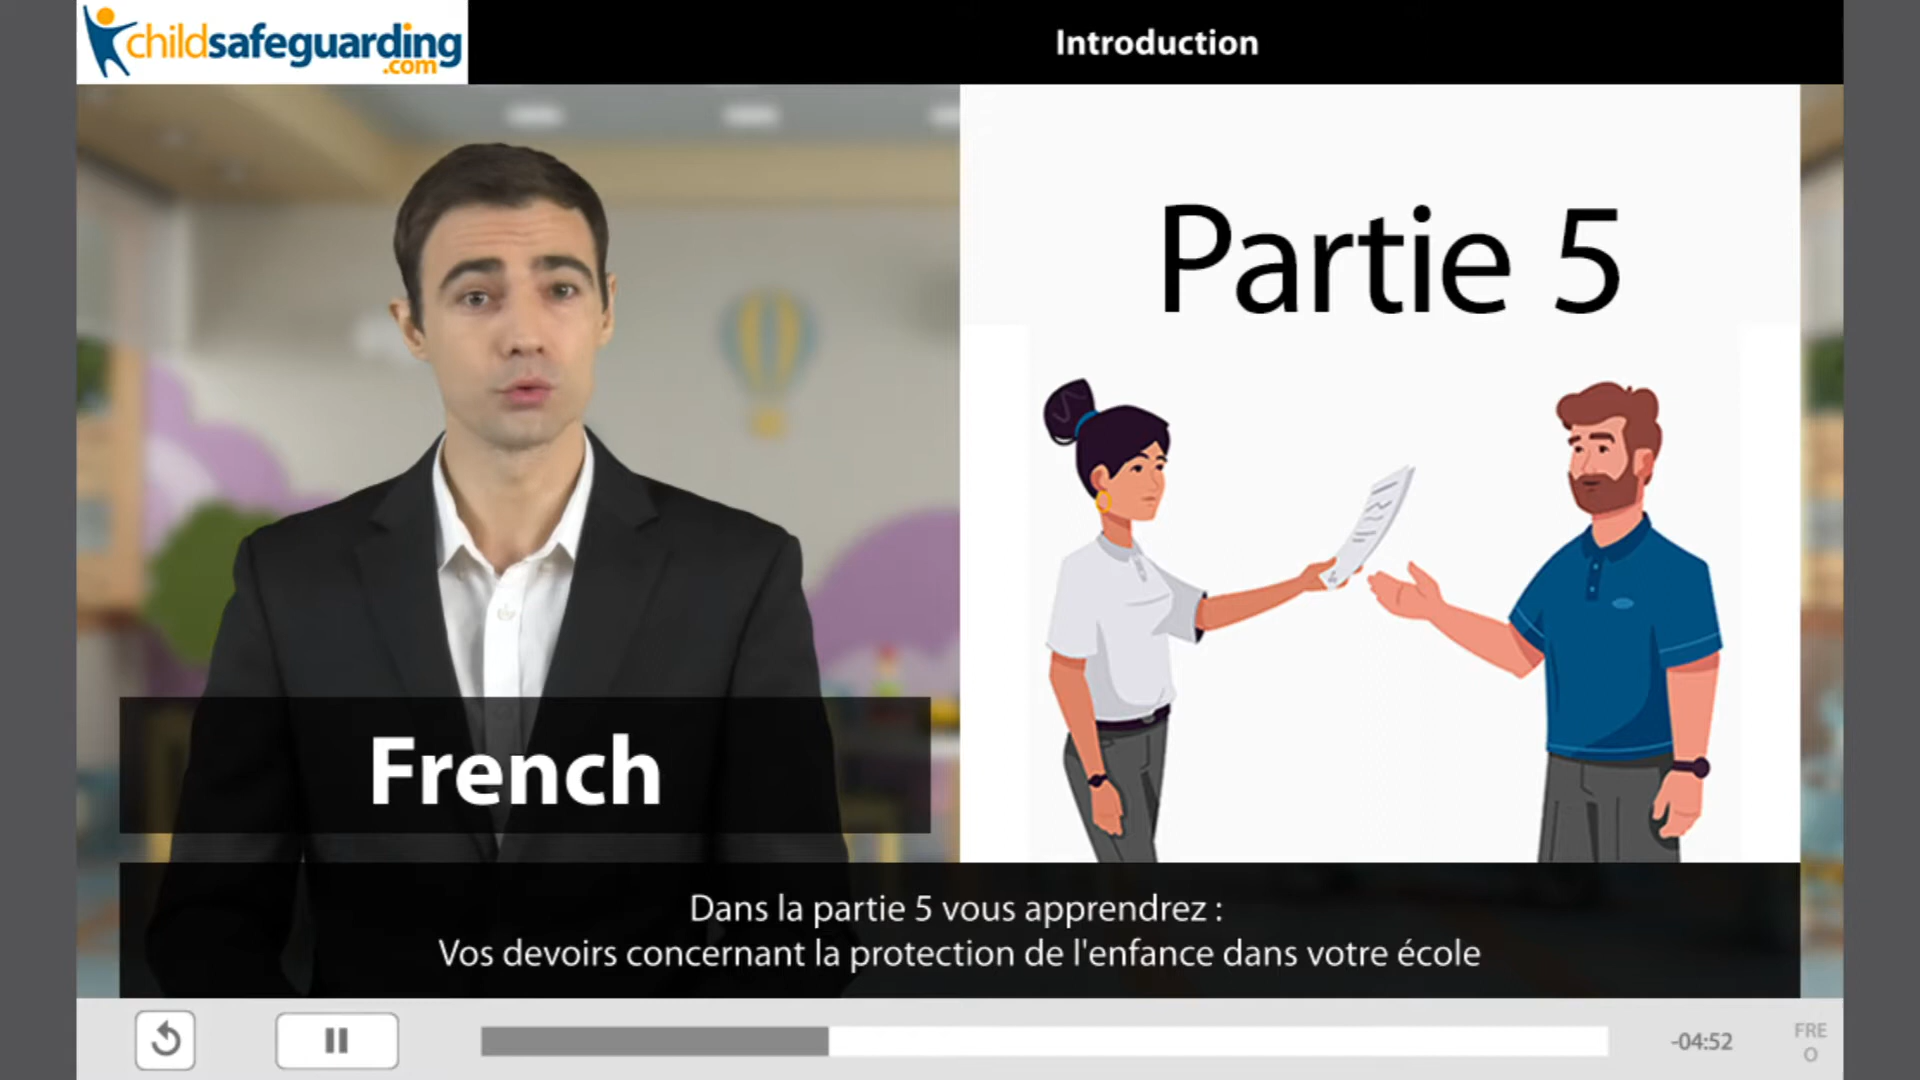 childsafeguarding
.com
Introduction
Partie 5
French
Dans la partie 5 vous apprendrez :
Vos devoirs concernant la protection de l'enfance dans votre école
-04:52
FRE
O